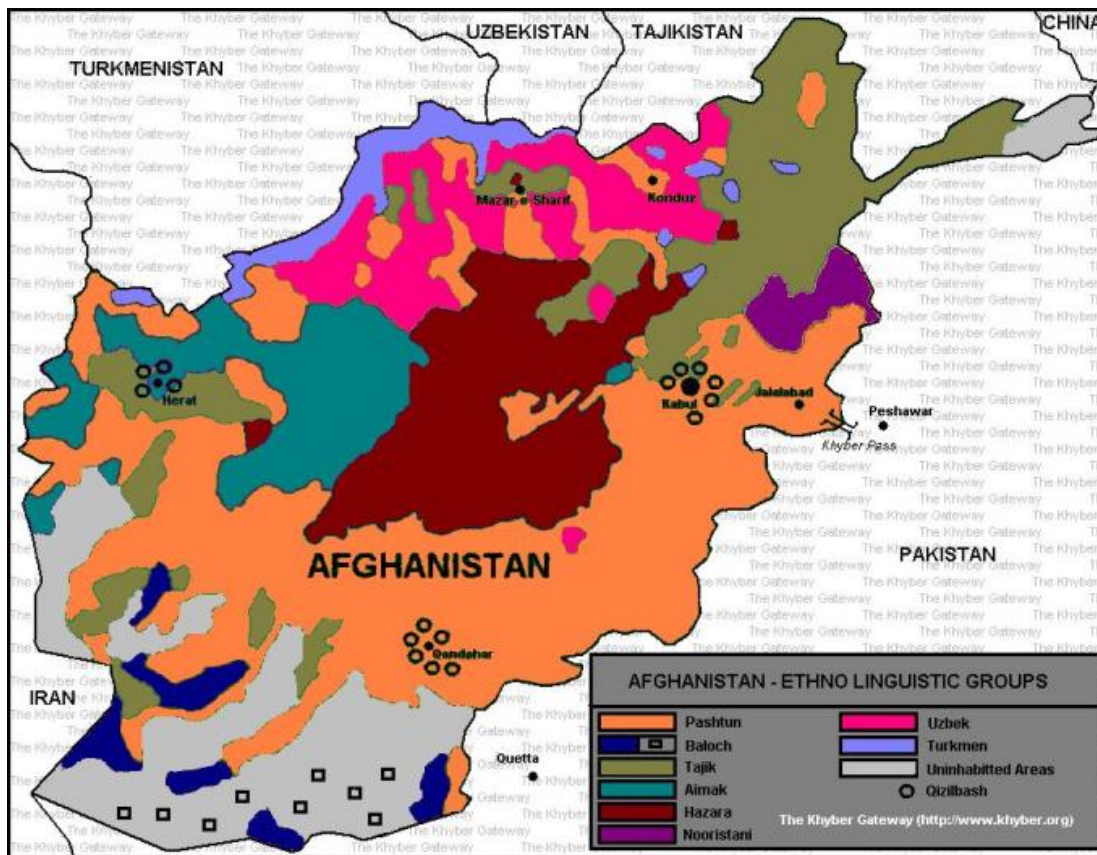 CHINA
UZBEKISTAN
TAJIKISTAN
TURKMENISTAN
Mazar e Sharif
Konduz
Herat
Kabul
Jalalabad
Peshawar
Khyber Pass
AFGHANISTAN
PAKISTAN
Qandahar
IRAN
Quetta
AFGHANISTAN - ETHNO LINGUISTIC GROUPS
Pashtun
Baloch
Tajik
Aimak
Hazara
Nooristani
Uzbek
Turkmen
Uninhabitted Areas
Qizilbash
The Khyber Gateway (http://www.khyber.org)